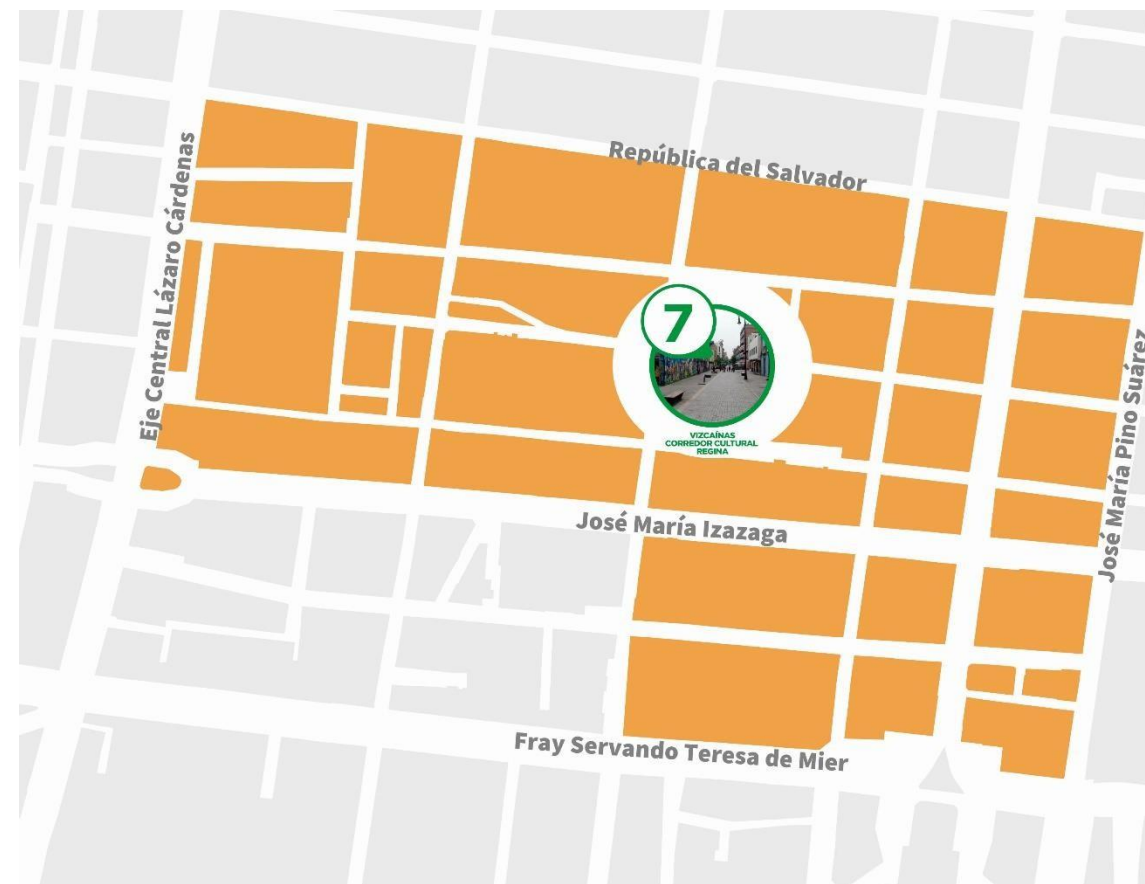 República del Salvador
Eje Central Lázaro Cárdenas
7
VIZCAÍNAS
CORREDOR CULTURAL
REGINA
José María Pino Suárez
José María Izazaga
Fray Servando Teresa de Mier